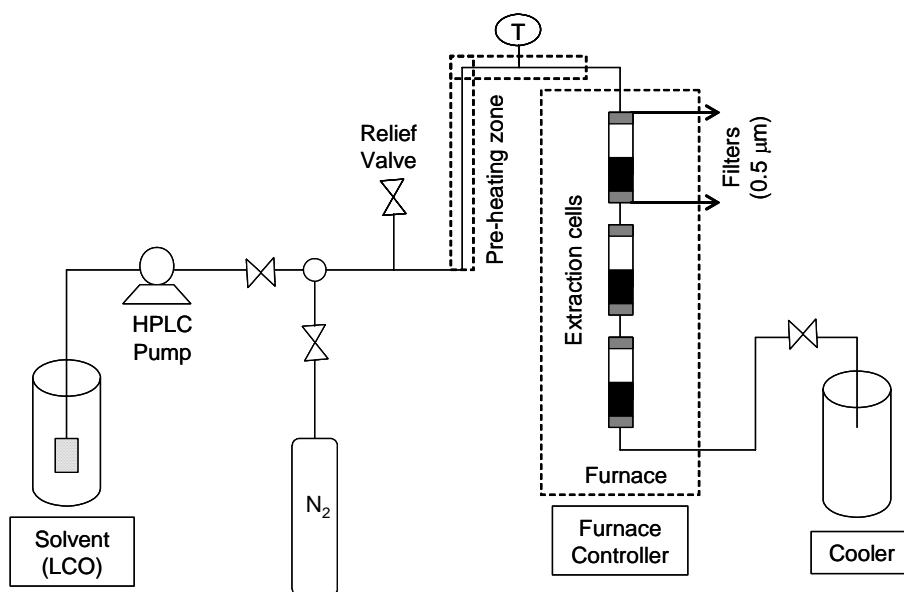 T
Relief
Valve
Pre-heating zone
Filters
(0.5 μm)
Extraction cells
HPLC
Pump
N₂
Furnace
Solvent
(LCO)
Furnace
Controller
Cooler